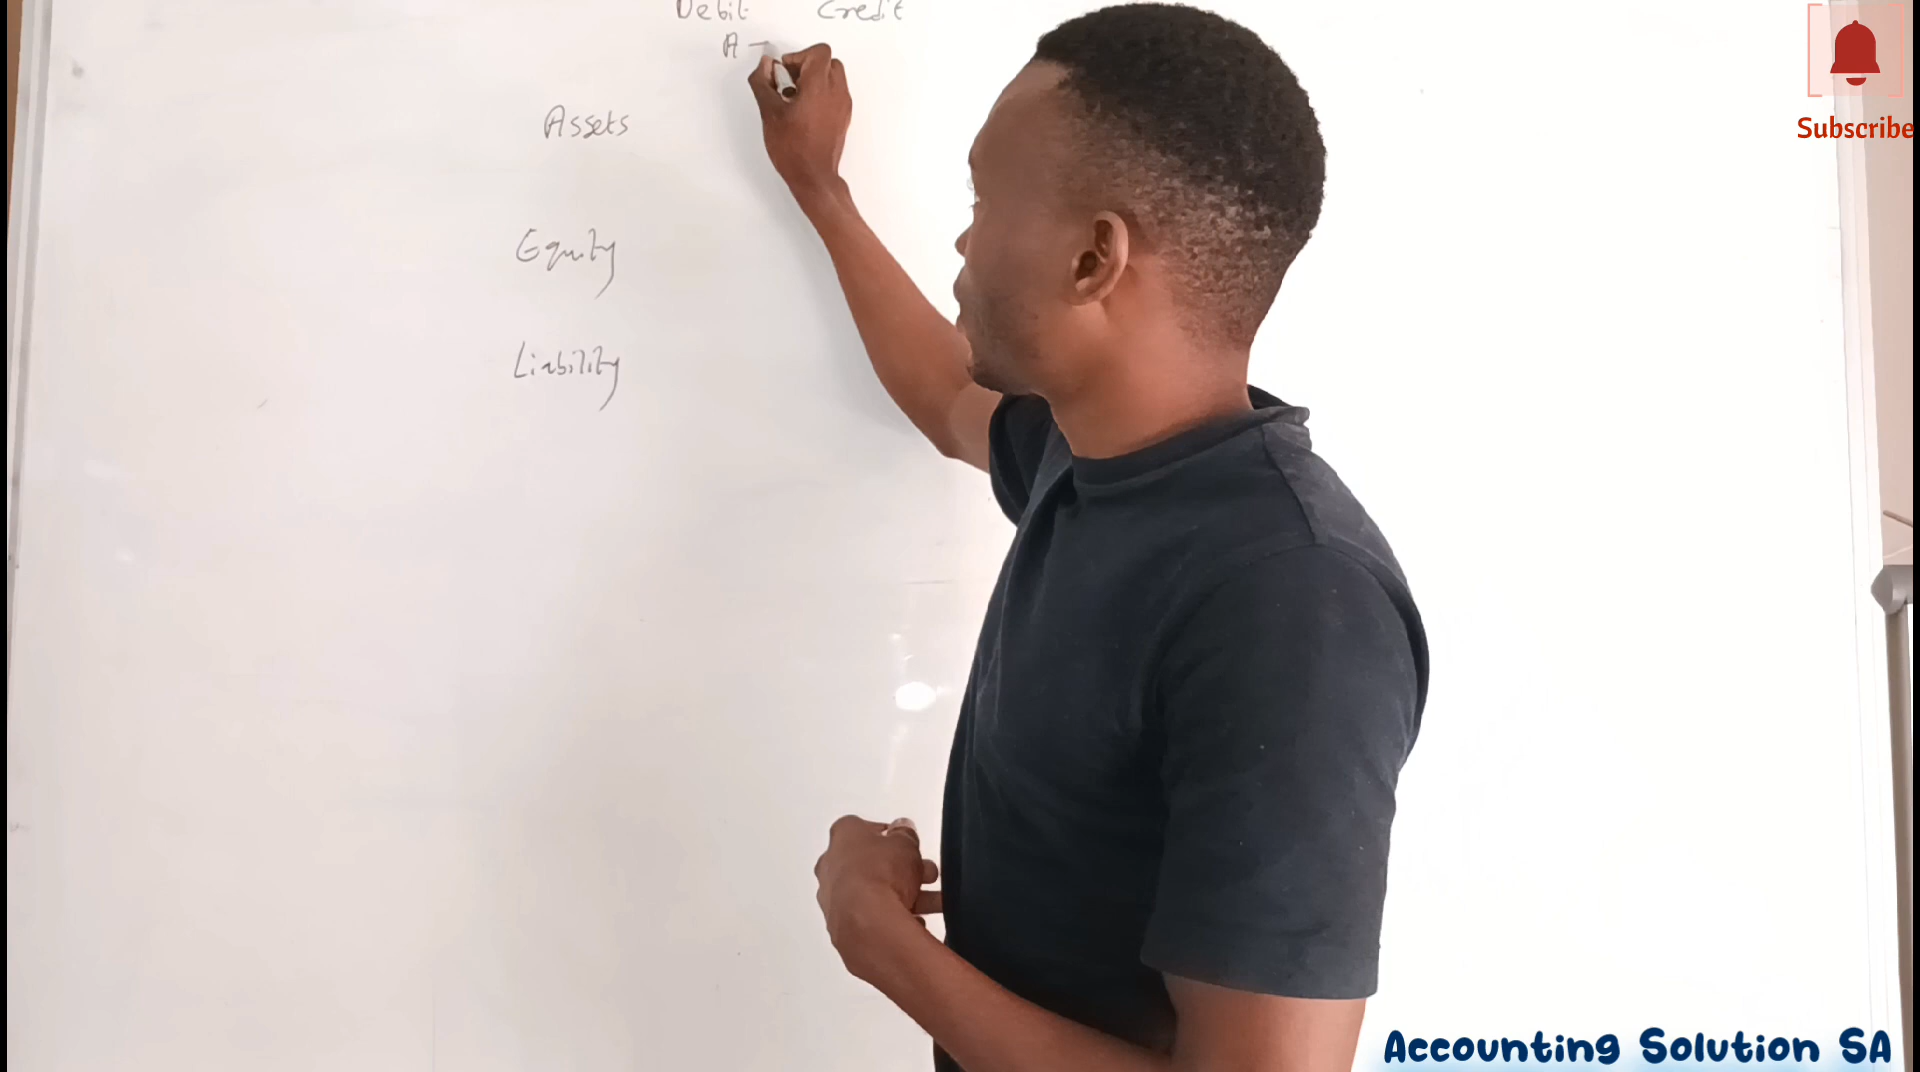 Debit Credit
A
Assets
Equity
Liability
Subscribe
Accounting Solution SA